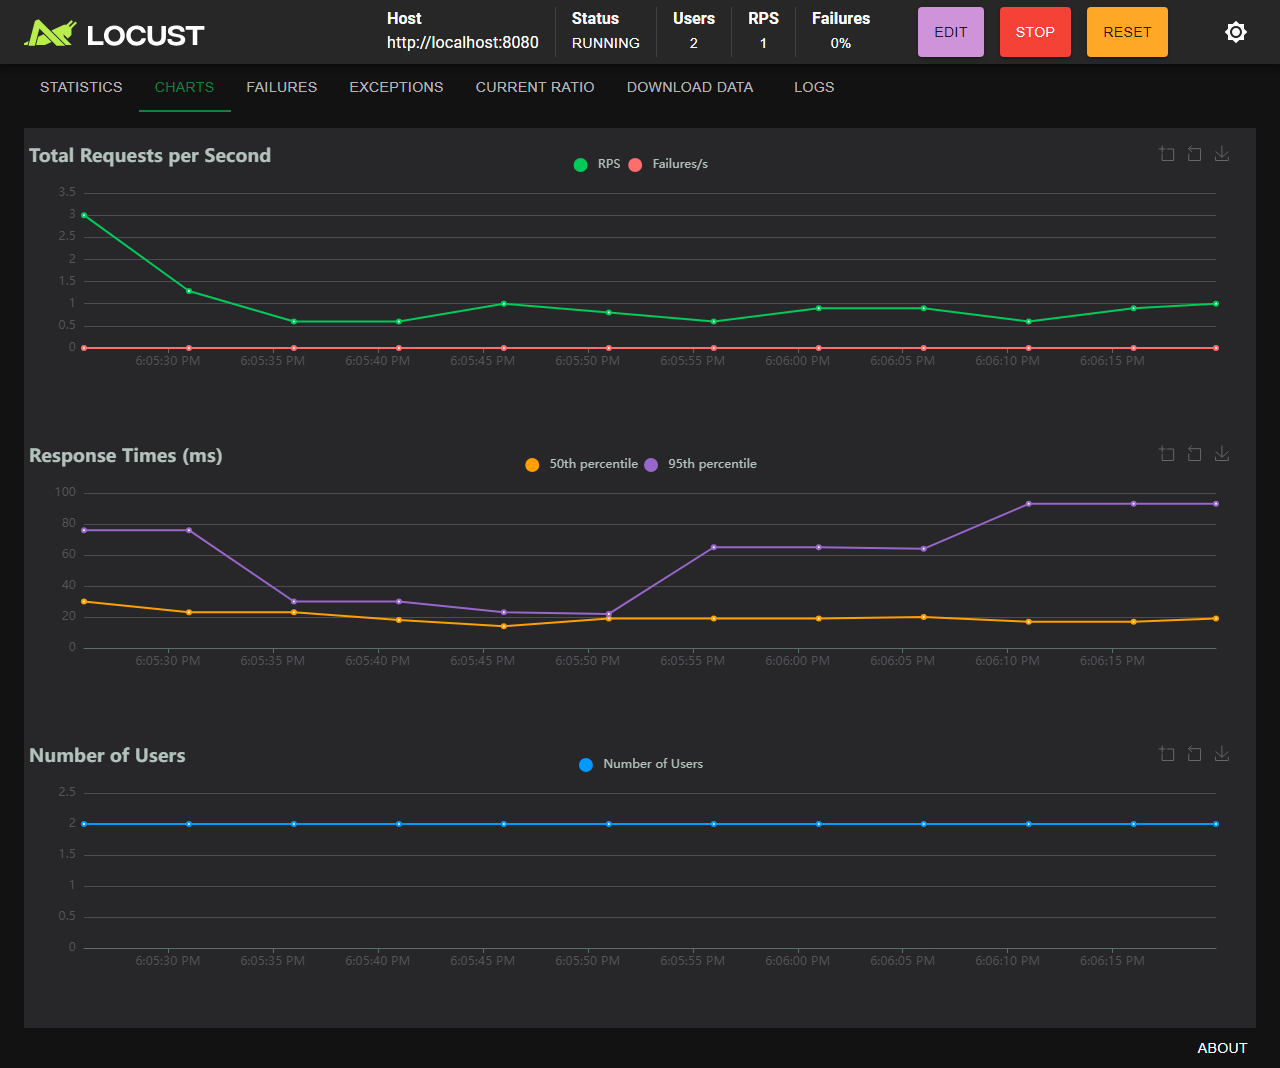 LOCUST
Host
http://localhost:8080
Status
RUNNING
Users
2
RPS
1
Failures
0%
EDIT
STOP
RESET
STATISTICS CHARTS FAILURES EXCEPTIONS CURRENT RATIO DOWNLOAD DATA LOGS
Total Requests per Second
RPS Failures/s
3.5
3
2.5
2
1.5
1
0.5
0
6:05:30 PM 6:05:35 PM 6:05:40 PM 6:05:45 PM 6:05:50 PM 6:05:55 PM 6:06:00 PM 6:06:05 PM 6:06:10 PM 6:06:15 PM
Response Times (ms)
50th percentile 95th percentile
100
80
60
40
20
0
6:05:30 PM 6:05:35 PM 6:05:40 PM 6:05:45 PM 6:05:50 PM 6:05:55 PM 6:06:00 PM 6:06:05 PM 6:06:10 PM 6:06:15 PM
Number of Users
Number of Users
2.5
2
1.5
1
0.5
0
6:05:30 PM 6:05:35 PM 6:05:40 PM 6:05:45 PM 6:05:50 PM 6:05:55 PM 6:06:00 PM 6:06:05 PM 6:06:10 PM 6:06:15 PM
ABOUT